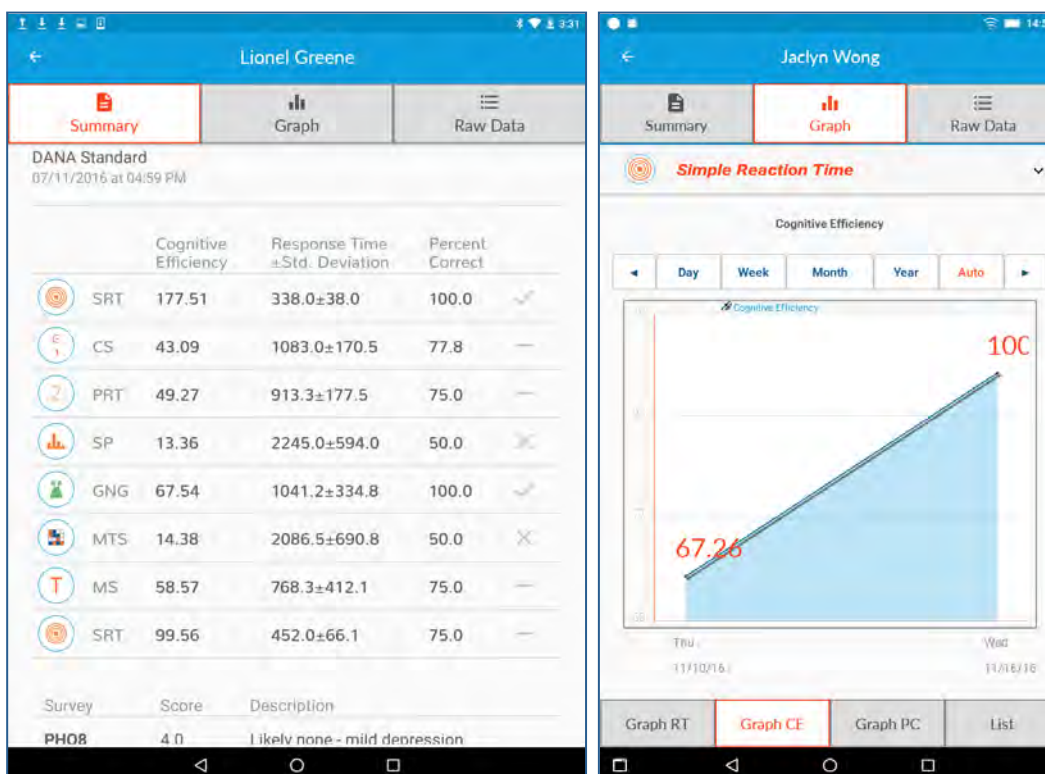 3:31
Lionel Greene
Summary
Graph
Raw Data
DANA Standard
07/11/2016 at 04:59 PM
Cognitive Efficiency Response Time ±Std. Deviation Percent Correct
SRT 177.51 338.0±38.0 100.0
CS 43.09 1083.0±170.5 77.8
PRT 49.27 913.3±177.5 75.0
SP 13.36 2245.0±594.0 50.0
GNG 67.54 1041.2±334.8 100.0
MTS 14.38 2086.5±690.8 50.0
T MS 58.57 768.3±412.1 75.0
SRT 99.56 452.0±66.1 75.0
Survey Score Description
PHQ8 4.0 Likely none - mild depression
Jaclyn Wong
Summary
Graph
Raw Data
Simple Reaction Time
Cognitive Efficiency
Day Week Month Year Auto
Cognitive Efficiency
100
67.26
Thu Wed
11/10/16 11/16/16
Graph RT Graph CE Graph PC List